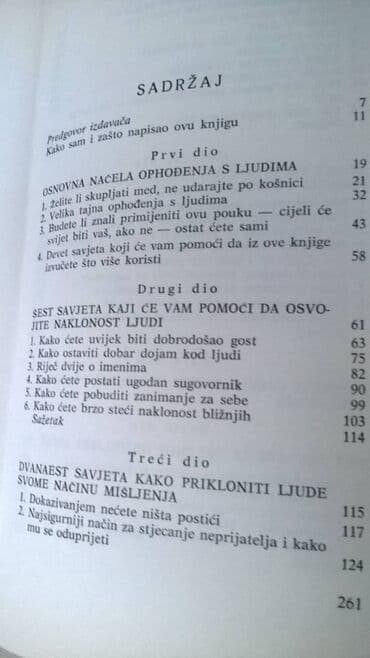 SADRŽAJ
Predgovor izdavača 7
Kako sam i zašto napisao ovu knjigu 11
Prvi dio
OSNOVNA NAČELA OPHOĐENJA S LJUDIMA 19
1. Želite li skupljati med, ne udarajte po košnici 21
2. Velika tajna ophođenja s ljudima 32
3. Budete li znali primijeniti ovu pouku — cijeli će
svijet biti vaš, ako ne — ostat ćete sami 43
4. Devet savjeta koji će vam pomoći da iz ove knjige
izvučete što više koristi 58
Drugi dio
ŠEST SAVJETA KAJI ĆE VAM POMOĆI DA OSVO-
JITE NAKLONOST LJUDI 61
1. Kako ćete uvijek biti dobrodošao gost 63
2. Kako ostaviti dobar dojam kod ljudi 75
3. Riječ dvije o imenima 82
4. Kako ćete postati ugodan sugovornik 90
5. Kako ćete pobuditi zanimanje za sebe 99
6. Kako ćete brzo steći naklonost bližnjih 103
Sažetak 114
Treći dio
DVANAEST SAVJETA KAKO PRIKLONITI LJUDE
SVOME NAČINU MIŠLJENJA 115
1. Dokazivanjem nećete ništa postići 117
2. Najsigurniji način za stjecanje neprijatelja i kako
mu se oduprijeti 124
261